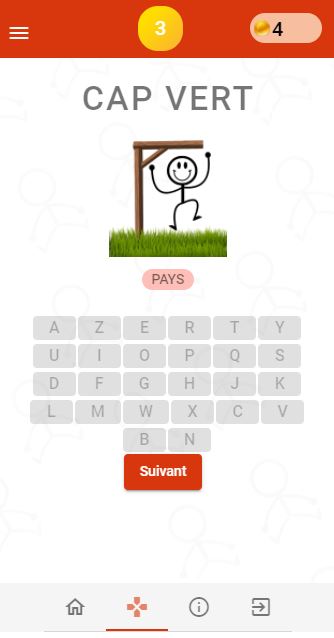 3
4
CAP VERT
PAYS
A Z E R T Y
U I O P Q S
D F G H J K
L M W X C V
B N
Suivant